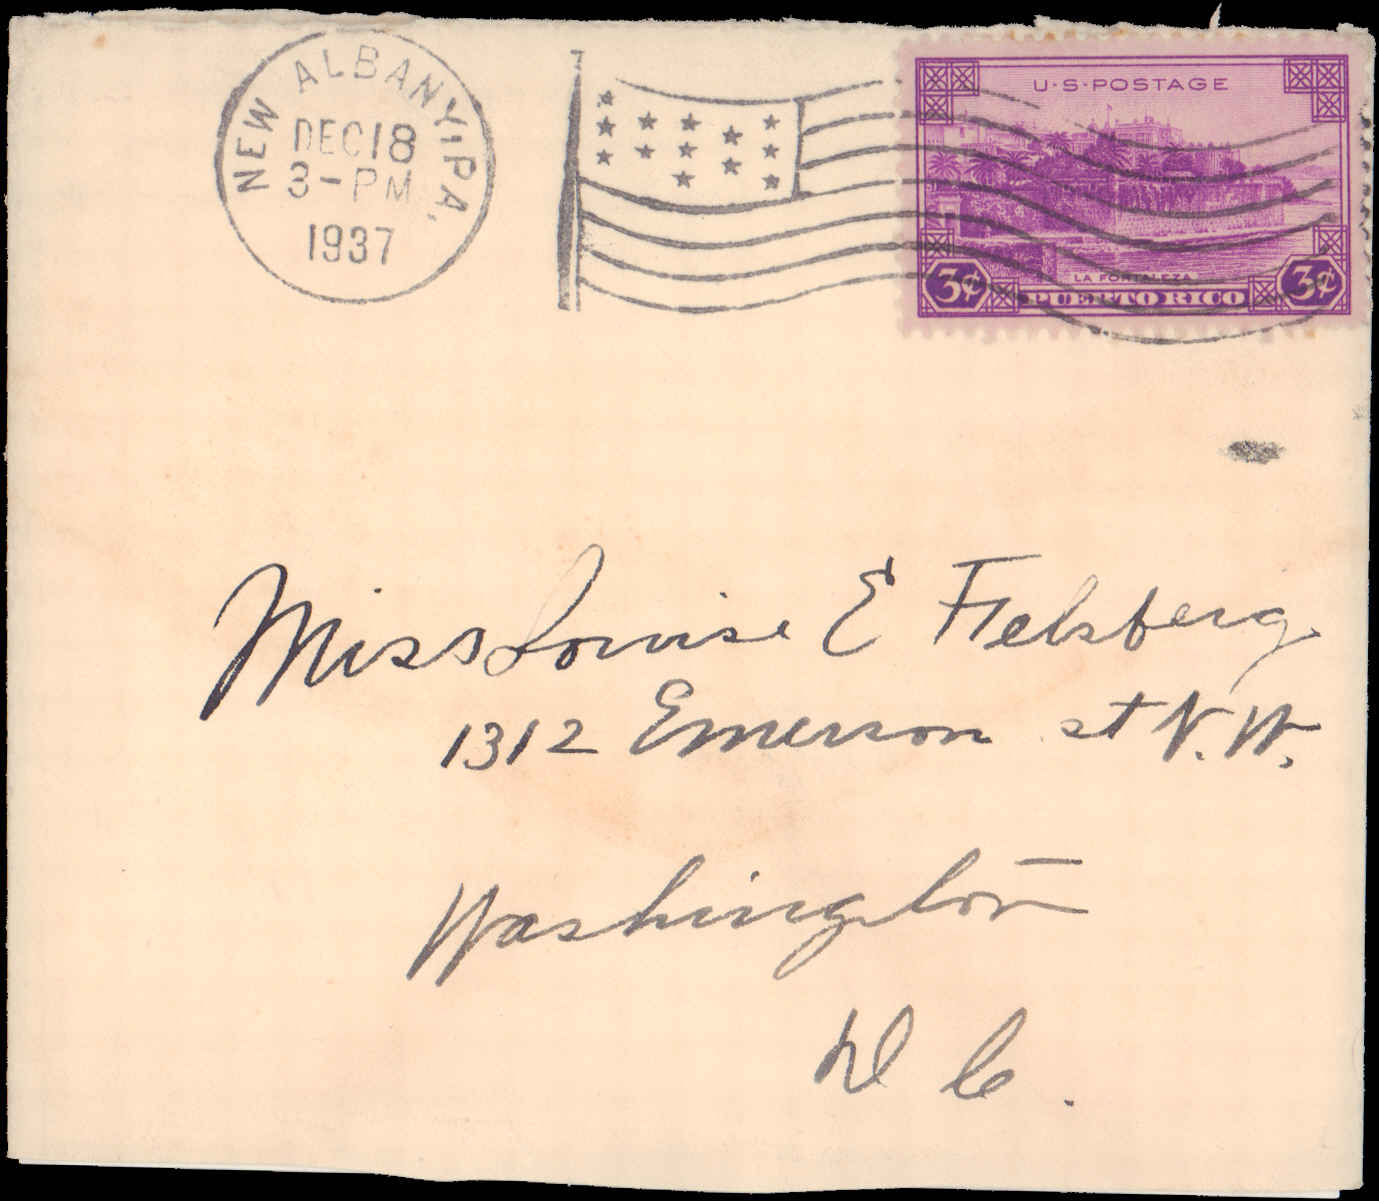 NEW ALBANY, PA.
DEC 18
3-PM
1937
U·S·POSTAGE
LA FORTALEZA
3¢ PUERTO RICO 3¢
Miss Louise E Felsberg
1312 Emerson st N.W.
Washington
D C.